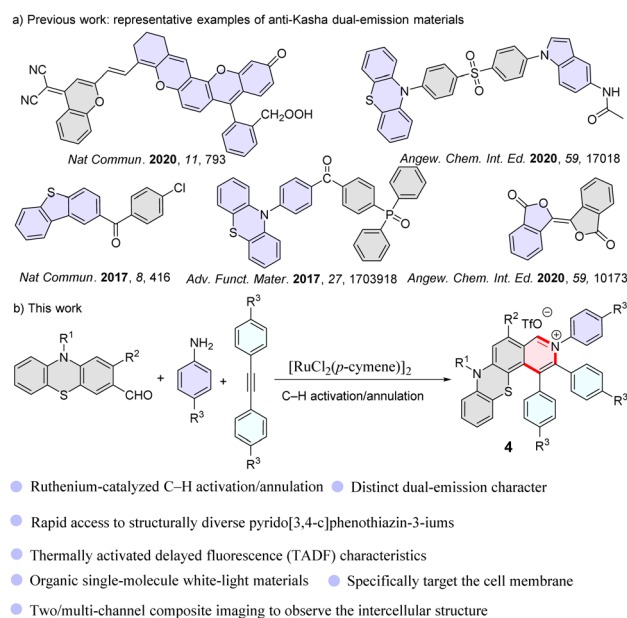 a) Previous work: representative examples of anti-Kasha dual-emission materials
NC
CN
O
O
O
O
CH₂OOOH
Nat Commun. 2020, 11, 793
N
S
O
S
O
N
NH
O
Angew. Chem. Int. Ed. 2020, 59, 17018
S
O
Cl
Nat Commun. 2017, 8, 416
N
S
O
P
O
Adv. Funct. Mater. 2017, 27, 1703918
O
O
O
O
Angew. Chem. Int. Ed. 2020, 59, 10173
b) This work
R¹
N
S
R²
CHO
+
NH₂
R³
+
R³
R³
[RuCl₂(p-cymene)]₂
C–H activation/annulation
R²
TfO⊖
R³
N⊕
R¹
N
S
R³
R³
4
Ruthenium-catalyzed C–H activation/annulation
Distinct dual-emission character
Rapid access to structurally diverse pyrido[3,4-c]phenothiazin-3-iums
Thermally activated delayed fluorescence (TADF) characteristics
Organic single-molecule white-light materials
Specifically target the cell membrane
Two/multi-channel composite imaging to observe the intercellular structure